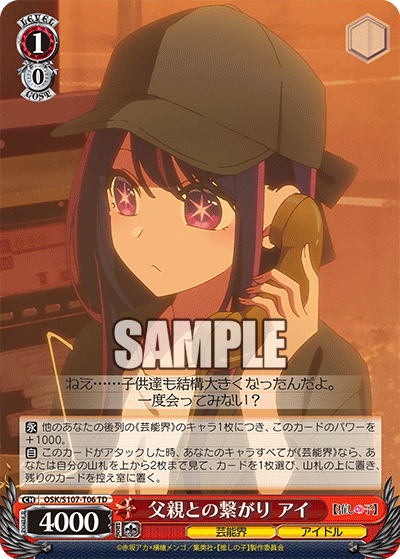 LEVEL
1
0
COST
SAMPLE
ねえ……子供達も結構大きくなったんだよ。
一度会ってみない？
永 他のあなたの後列の《芸能界》のキャラ1枚につき、このカードのパワーを
+1000。
自 このカードがアタックした時、あなたのキャラすべてが《芸能界》なら、あ
なたは自分の山札を上から2枚まで見て、カードを1枚選び、山札の上に置き、
残りのカードを控え室に置く。
CH OSK/S107-T06 TD
4000
父親との繋がり アイ
【推しの子】
芸能界 アイドル
©赤坂アカ×横槍メンゴ／集英社・【推しの子】製作委員会